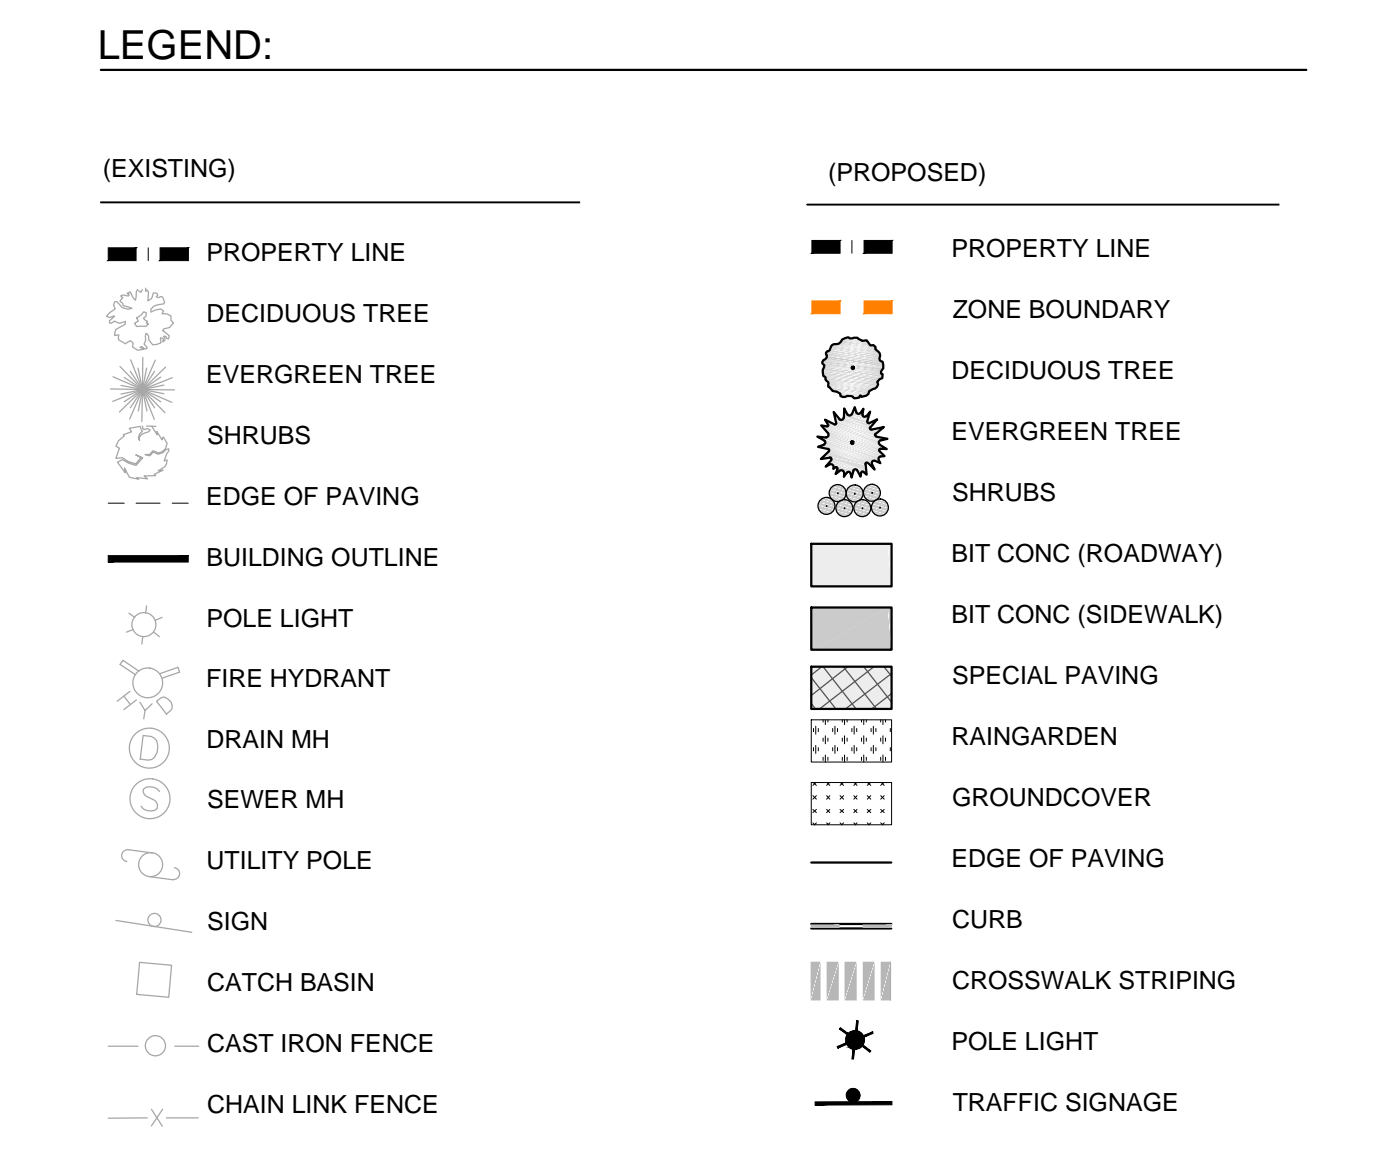 LEGEND:
(EXISTING)
PROPERTY LINE
DECIDUOUS TREE
EVERGREEN TREE
SHRUBS
EDGE OF PAVING
BUILDING OUTLINE
POLE LIGHT
HYD FIRE HYDRANT
D DRAIN MH
S SEWER MH
UTILITY POLE
SIGN
CATCH BASIN
CAST IRON FENCE
X CHAIN LINK FENCE
(PROPOSED)
PROPERTY LINE
ZONE BOUNDARY
DECIDUOUS TREE
EVERGREEN TREE
SHRUBS
BIT CONC (ROADWAY)
BIT CONC (SIDEWALK)
SPECIAL PAVING
RAINGARDEN
GROUNDCOVER
EDGE OF PAVING
CURB
CROSSWALK STRIPING
POLE LIGHT
TRAFFIC SIGNAGE